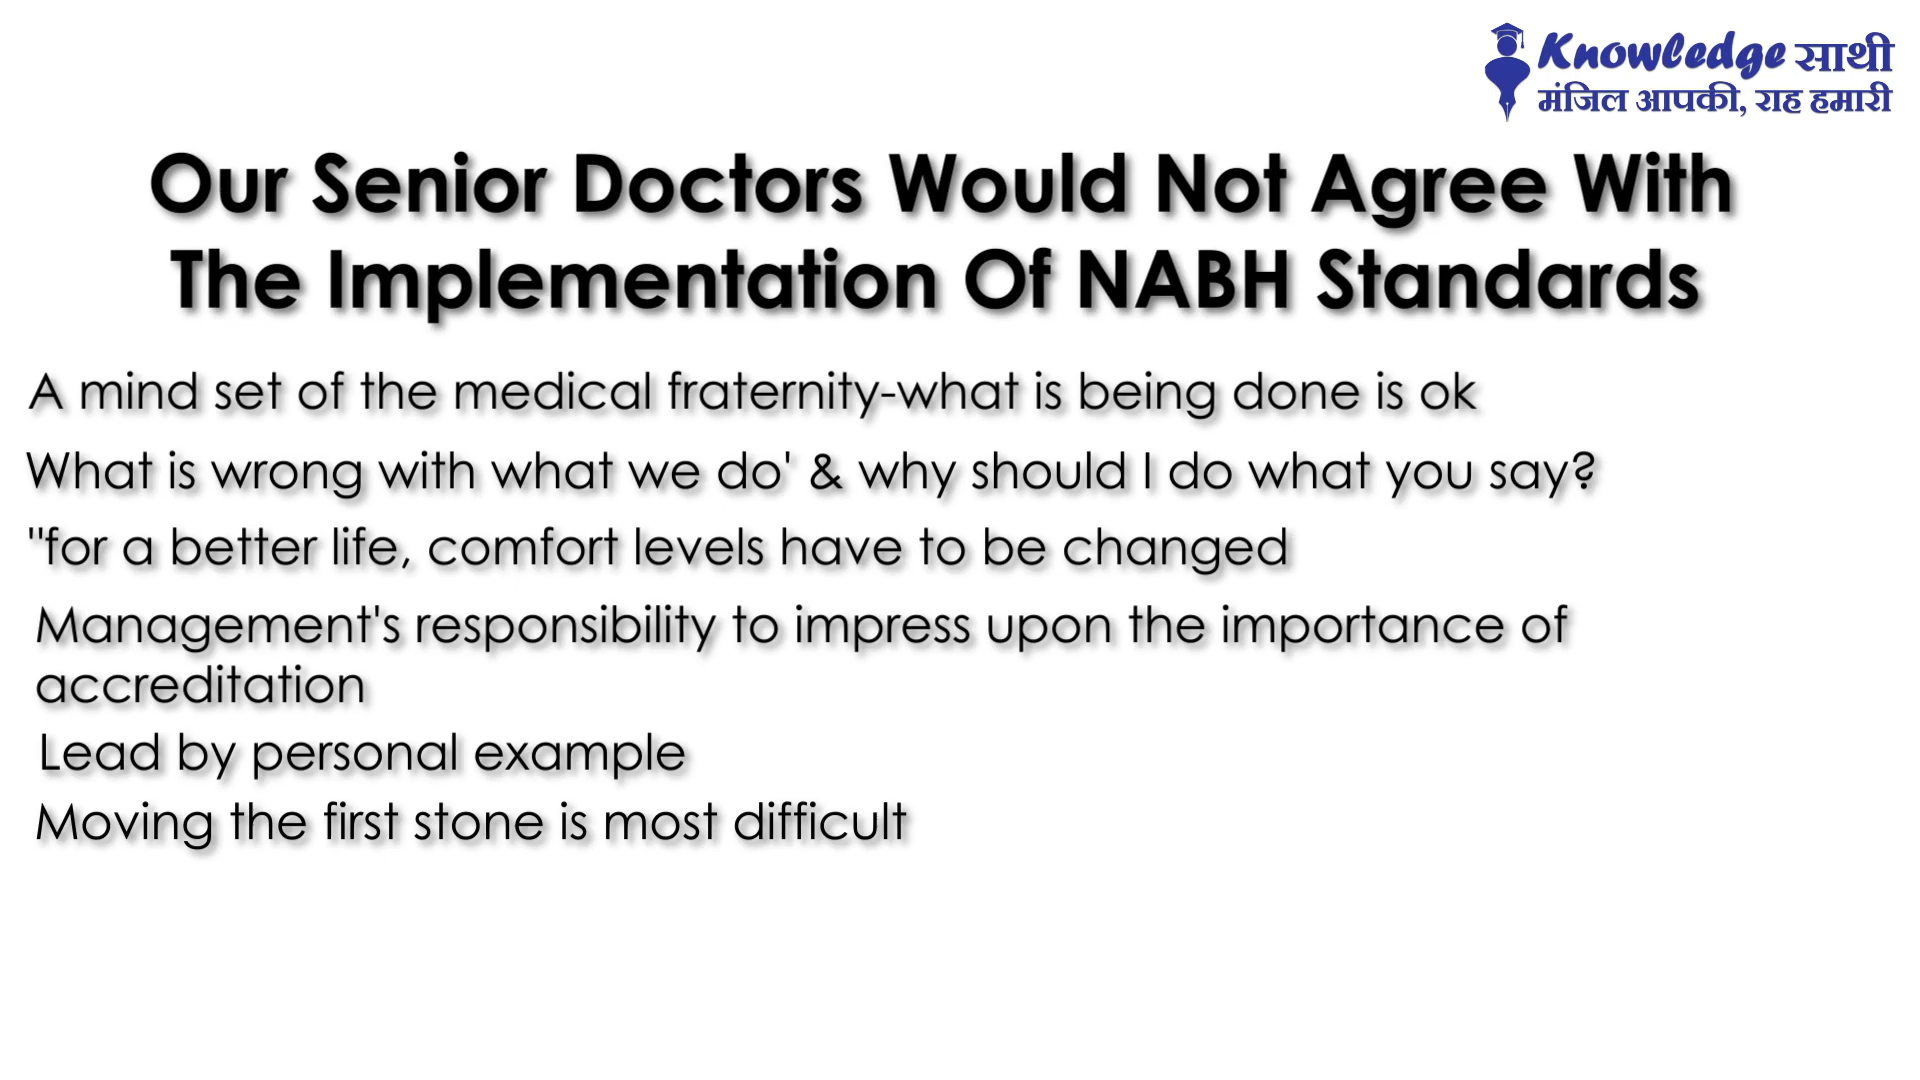 Knowledge साथी
मंजिल आपकी, राह हमारी
Our Senior Doctors Would Not Agree With
The Implementation Of NABH Standards
A mind set of the medical fraternity-what is being done is ok
What is wrong with what we do' & why should I do what you say?
"for a better life, comfort levels have to be changed
Management's responsibility to impress upon the importance of
accreditation
Lead by personal example
Moving the first stone is most difficult